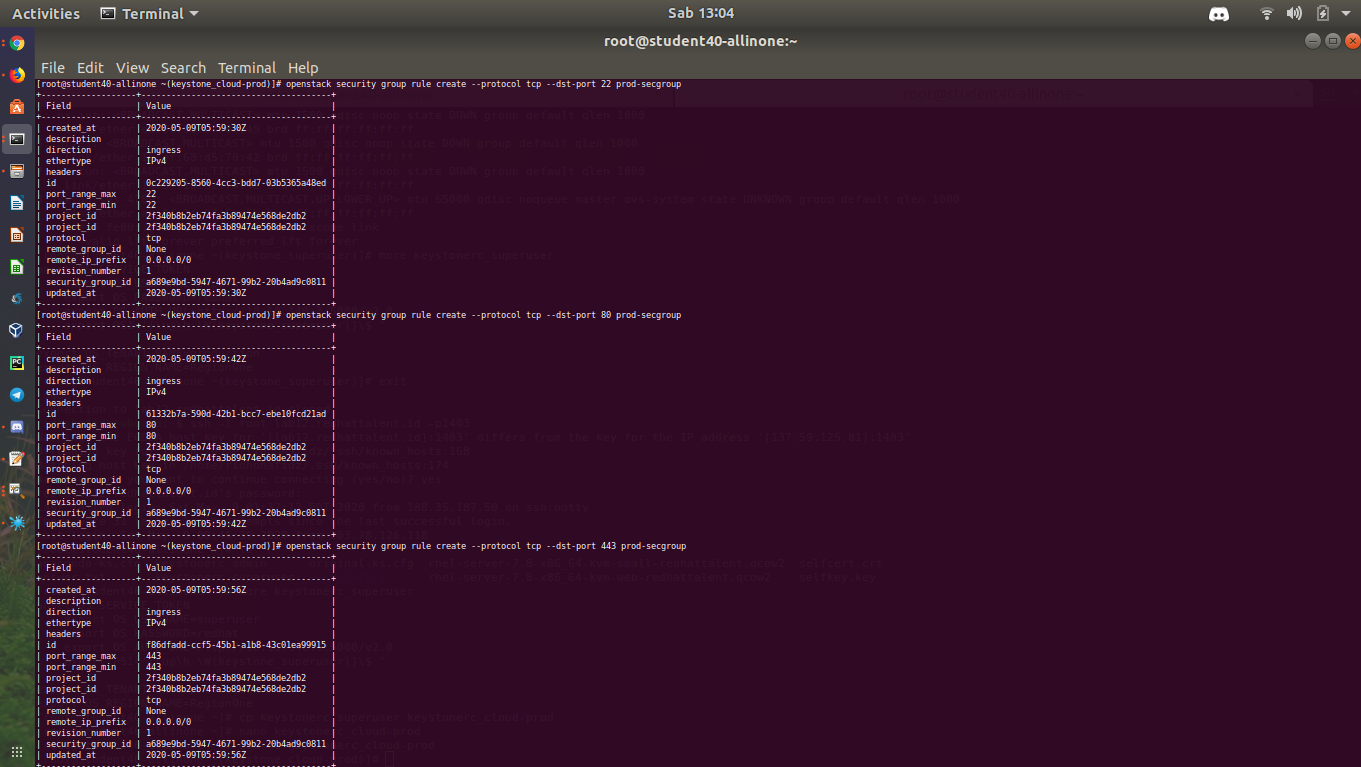 Activities Terminal Sab 13:04
root@student40-allinone:~
File Edit View Search Terminal Help
[root@student40-allinone ~(keystone_cloud-prod)]# openstack security group rule create --protocol tcp --dst-port 22 prod-secgroup
+-------------------+--------------------------------------+
| Field | Value |
+-------------------+--------------------------------------+
| created_at | 2020-05-09T05:59:30Z |
| description | |
| direction | ingress |
| ethertype | IPv4 |
| headers | |
| id | 0c229205-8560-4cc3-bdd7-03b5365a48ed |
| port_range_max | 22 |
| port_range_min | 22 |
| project_id | 2f340b8b2eb74fa3b89474e568de2db2 |
| project_id | 2f340b8b2eb74fa3b89474e568de2db2 |
| protocol | tcp |
| remote_group_id | None |
| remote_ip_prefix | 0.0.0.0/0 |
| revision_number | 1 |
| security_group_id | a689e9bd-5947-4671-99b2-20b4ad9c0811 |
| updated_at | 2020-05-09T05:59:30Z |
+-------------------+--------------------------------------+
[root@student40-allinone ~(keystone_cloud-prod)]# openstack security group rule create --protocol tcp --dst-port 80 prod-secgroup
+-------------------+--------------------------------------+
| Field | Value |
+-------------------+--------------------------------------+
| created_at | 2020-05-09T05:59:42Z |
| description | |
| direction | ingress |
| ethertype | IPv4 |
| headers | |
| id | 61332b7a-590d-42b1-bcc7-ebe10fcd21ad |
| port_range_max | 80 |
| port_range_min | 80 |
| project_id | 2f340b8b2eb74fa3b89474e568de2db2 |
| project_id | 2f340b8b2eb74fa3b89474e568de2db2 |
| protocol | tcp |
| remote_group_id | None |
| remote_ip_prefix | 0.0.0.0/0 |
| revision_number | 1 |
| security_group_id | a689e9bd-5947-4671-99b2-20b4ad9c0811 |
| updated_at | 2020-05-09T05:59:42Z |
+-------------------+--------------------------------------+
[root@student40-allinone ~(keystone_cloud-prod)]# openstack security group rule create --protocol tcp --dst-port 443 prod-secgroup
+-------------------+--------------------------------------+
| Field | Value |
+-------------------+--------------------------------------+
| created_at | 2020-05-09T05:59:56Z |
| description | |
| direction | ingress |
| ethertype | IPv4 |
| headers | |
| id | f86dfadd-ccf5-45b1-a1b8-43c01ea99915 |
| port_range_max | 443 |
| port_range_min | 443 |
| project_id | 2f340b8b2eb74fa3b89474e568de2db2 |
| project_id | 2f340b8b2eb74fa3b89474e568de2db2 |
| protocol | tcp |
| remote_group_id | None |
| remote_ip_prefix | 0.0.0.0/0 |
| revision_number | 1 |
| security_group_id | a689e9bd-5947-4671-99b2-20b4ad9c0811 |
| updated_at | 2020-05-09T05:59:56Z |
+-------------------+--------------------------------------+